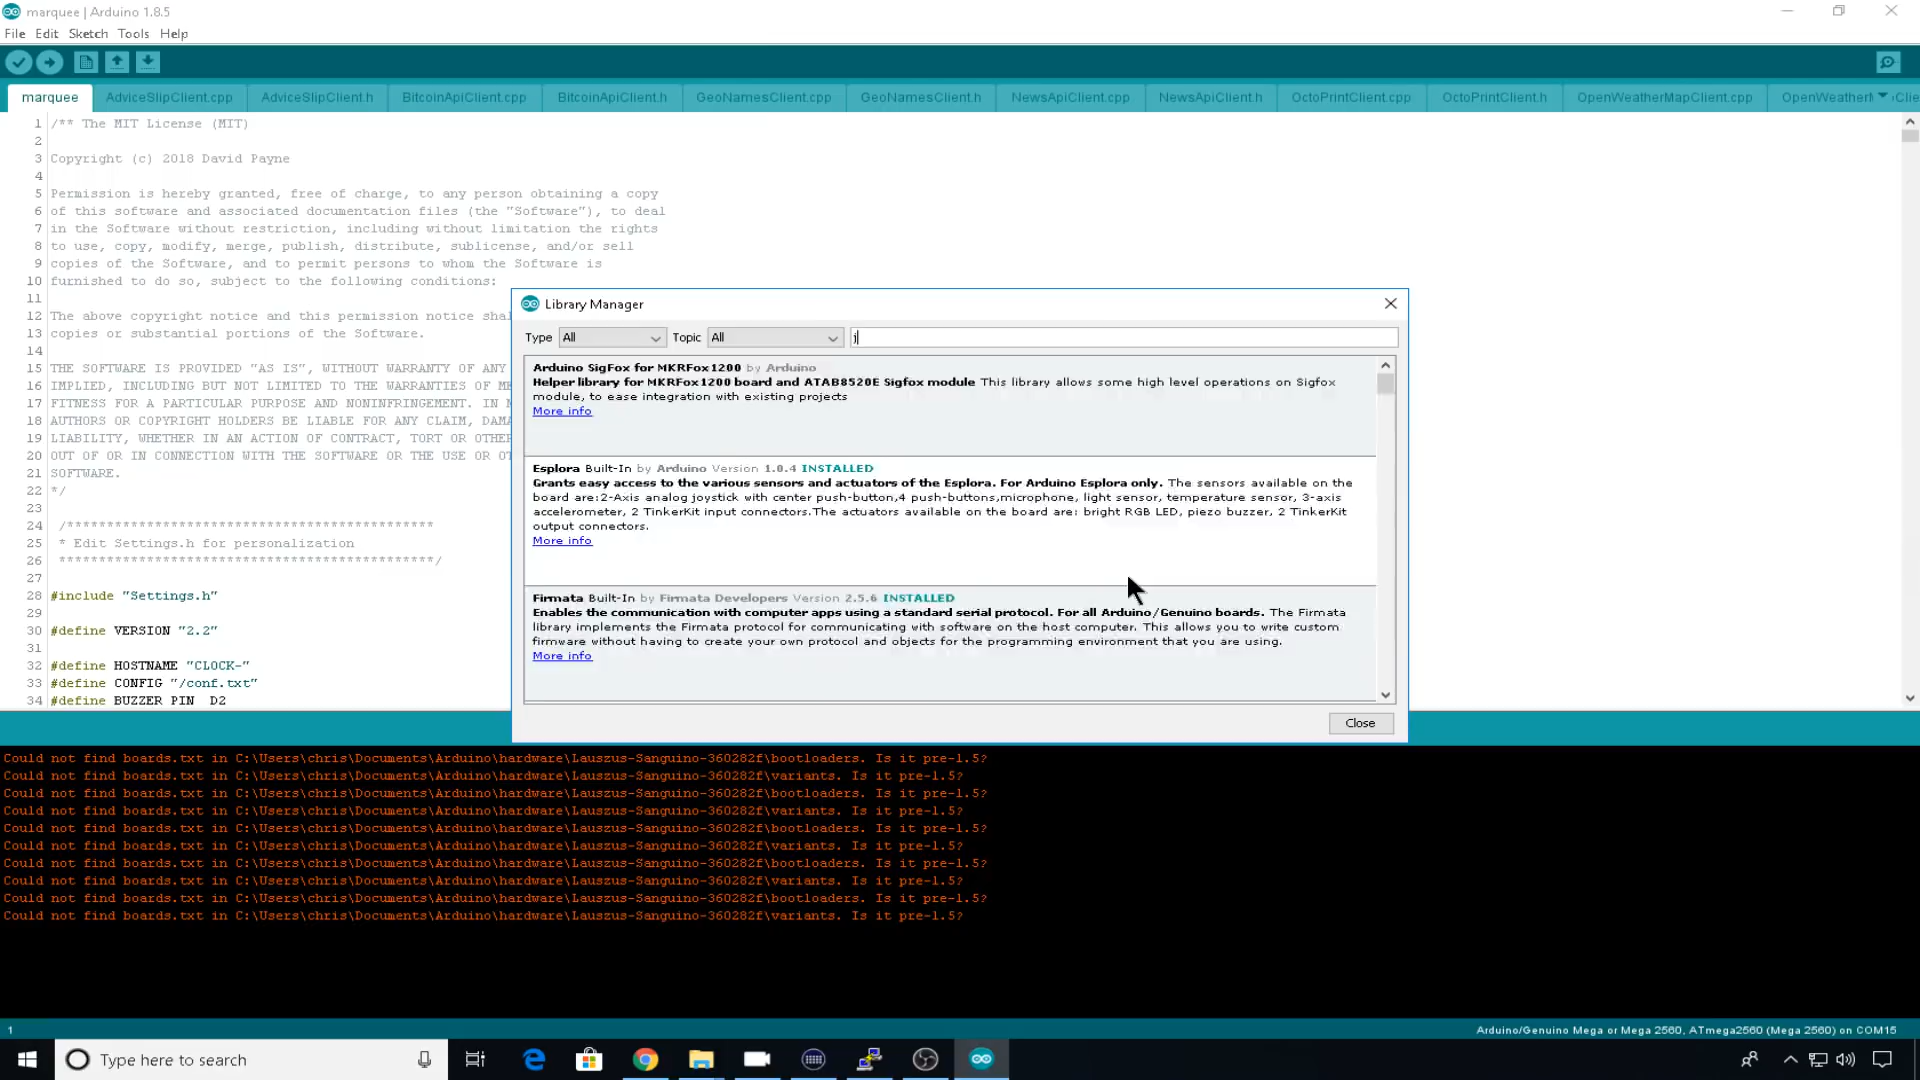 marquee | Arduino 1.8.5
File Edit Sketch Tools Help
marquee AdviceSlipClient.cpp AdviceSlipClient.h BitcoinApiClient.cpp BitcoinApiClient.h GeoNamesClient.cpp GeoNamesClient.h NewsApiClient.cpp NewsApiClient.h OctoPrintClient.cpp OctoPrintClient.h OpenWeatherMapClient.cpp
1 /** The MIT License (MIT)
2
3 Copyright (c) 2018 David Payne
4
5 Permission is hereby granted, free of charge, to any person obtaining a copy
6 of this software and associated documentation files (the "Software"), to deal
7 in the Software without restriction, including without limitation the rights
8 to use, copy, modify, merge, publish, distribute, sublicense, and/or sell
9 copies of the Software, and to permit persons to whom the Software is
10 furnished to do so, subject to the following conditions:
11
12 The above copyright notice and this permission notice shal
13 copies or substantial portions of the Software.
14
15 THE SOFTWARE IS PROVIDED "AS IS", WITHOUT WARRANTY OF ANY
16 IMPLIED, INCLUDING BUT NOT LIMITED TO THE WARRANTIES OF ME
17 FITNESS FOR A PARTICULAR PURPOSE AND NONINFRINGEMENT. IN N
18 AUTHORS OR COPYRIGHT HOLDERS BE LIABLE FOR ANY CLAIM, DAMA
19 LIABILITY, WHETHER IN AN ACTION OF CONTRACT, TORT OR OTHER
20 OUT OF OR IN CONNECTION WITH THE SOFTWARE OR THE USE OR OT
21 SOFTWARE.
22 */
23
24 /*******************************************
25 * Edit Settings.h for personalization
26 *******************************************/
27
28 #include "Settings.h"
29
30 #define VERSION "2.2"
31
32 #define HOSTNAME "CLOCK-"
33 #define CONFIG "/conf.txt"
34 #define BUZZER_PIN D2
Library Manager
Type All Topic All j
Arduino SigFox for MKRFox1200 by Arduino
Helper library for MKRFox1200 board and ATAB8520E Sigfox module This library allows some high level operations on Sigfox
module, to ease integration with existing projects
More info
Esplora Built-In by Arduino Version 1.0.4 INSTALLED
Grants easy access to the various sensors and actuators of the Esplora. For Arduino Esplora only. The sensors available on the
board are:2-Axis analog joystick with center push-button,4 push-buttons,microphone, light sensor, temperature sensor, 3-axis
accelerometer, 2 TinkerKit input connectors.The actuators available on the board are: bright RGB LED, piezo buzzer, 2 TinkerKit
output connectors.
More info
Firmata Built-In by Firmata Developers Version 2.5.6 INSTALLED
Enables the communication with computer apps using a standard serial protocol. For all Arduino/Genuino boards. The Firmata
library implements the Firmata protocol for communicating with software on the host computer. This allows you to write custom
firmware without having to create your own protocol and objects for the programming environment that you are using.
More info
Close
Could not find boards.txt in C:\Users\chris\Documents\Arduino\hardware\Lauszus-Sanguino-360282f\bootloaders. Is it pre-1.5?
Could not find boards.txt in C:\Users\chris\Documents\Arduino\hardware\Lauszus-Sanguino-360282f\variants. Is it pre-1.5?
Could not find boards.txt in C:\Users\chris\Documents\Arduino\hardware\Lauszus-Sanguino-360282f\bootloaders. Is it pre-1.5?
Could not find boards.txt in C:\Users\chris\Documents\Arduino\hardware\Lauszus-Sanguino-360282f\variants. Is it pre-1.5?
Could not find boards.txt in C:\Users\chris\Documents\Arduino\hardware\Lauszus-Sanguino-360282f\bootloaders. Is it pre-1.5?
Could not find boards.txt in C:\Users\chris\Documents\Arduino\hardware\Lauszus-Sanguino-360282f\variants. Is it pre-1.5?
Could not find boards.txt in C:\Users\chris\Documents\Arduino\hardware\Lauszus-Sanguino-360282f\bootloaders. Is it pre-1.5?
Could not find boards.txt in C:\Users\chris\Documents\Arduino\hardware\Lauszus-Sanguino-360282f\variants. Is it pre-1.5?
Could not find boards.txt in C:\Users\chris\Documents\Arduino\hardware\Lauszus-Sanguino-360282f\bootloaders. Is it pre-1.5?
Could not find boards.txt in C:\Users\chris\Documents\Arduino\hardware\Lauszus-Sanguino-360282f\variants. Is it pre-1.5?
1 Arduino/Genuino Mega or Mega 2560, ATmega2560 (Mega 2560) on COM15
Type here to search